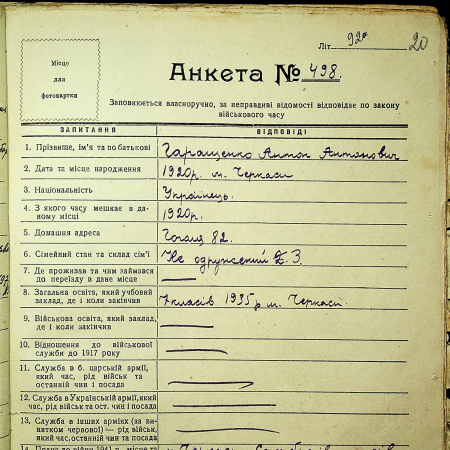 Літ. 92а 20
Місце
для
фотокартки
Анкета № 498.
Заповнюється власноручно, за неправдиві відомості відповідає по закону
військового часу
ЗАПИТАННЯ ВІДПОВІДІ
1. Прізвище, ім'я та по батькові Гаращенко Антон Антонович
2. Дата та місце народження 1920р. м. Черкаси
3. Національність Українець.
4. З якого часу мешкає в да-
ному місці 1920р.
5. Домашня адреса Гоголя 82.
6. Сімейний стан та склад сім'ї Не одружений
7. Де проживав та чим займався
до переїзду в дане місце —
8. Загальна освіта, який учбовий
заклад, де і коли закінчив 7 класів 1935р м. Черкаси
9. Військова освіта, який заклад,
де і коли закінчив —
10. Відношення до військової
служби до 1917 року —
11. Служба в б. царській армії,
який час, рід військ та
останній чин і посада —
12. Служба в Українській армії, який
час, рід військ та ост. чин і посада —
13. Служба в інших арміях (за ви-
нятком червоної) — рід військ,
який час, останній чин та посада —